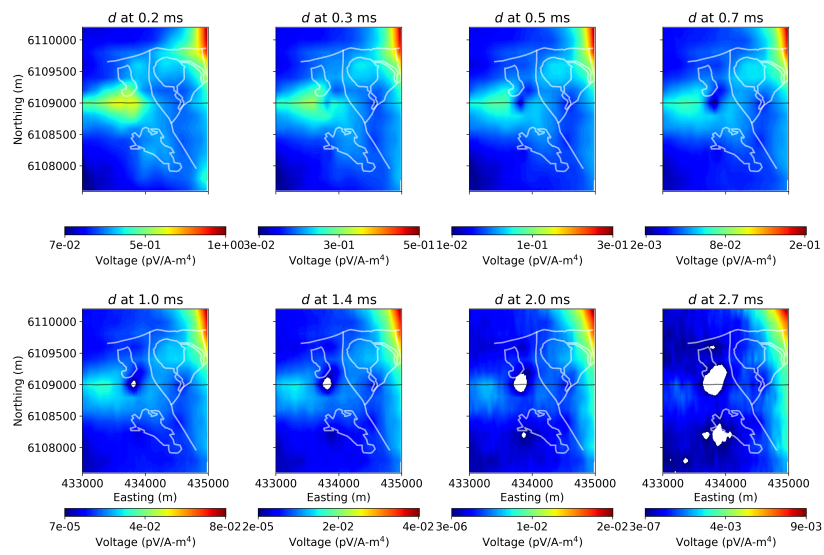 d at 0.2 ms
d at 0.3 ms
d at 0.5 ms
d at 0.7 ms
6110000
6109500
6109000
6108500
6108000
Northing (m)
7e-02 5e-01 1e+00
3e-02 3e-01 5e-01
1e-02 1e-01 3e-01
2e-03 8e-02 2e-01
Voltage (pV/A-m⁴)
Voltage (pV/A-m⁴)
Voltage (pV/A-m⁴)
Voltage (pV/A-m⁴)
d at 1.0 ms
d at 1.4 ms
d at 2.0 ms
d at 2.7 ms
6110000
6109500
6109000
6108500
6108000
Northing (m)
433000 434000 435000
433000 434000 435000
433000 434000 435000
433000 434000 435000
Easting (m)
Easting (m)
Easting (m)
Easting (m)
7e-05 4e-02 8e-02
2e-05 2e-02 4e-02
3e-06 1e-02 2e-02
3e-07 4e-03 9e-03
Voltage (pV/A-m⁴)
Voltage (pV/A-m⁴)
Voltage (pV/A-m⁴)
Voltage (pV/A-m⁴)